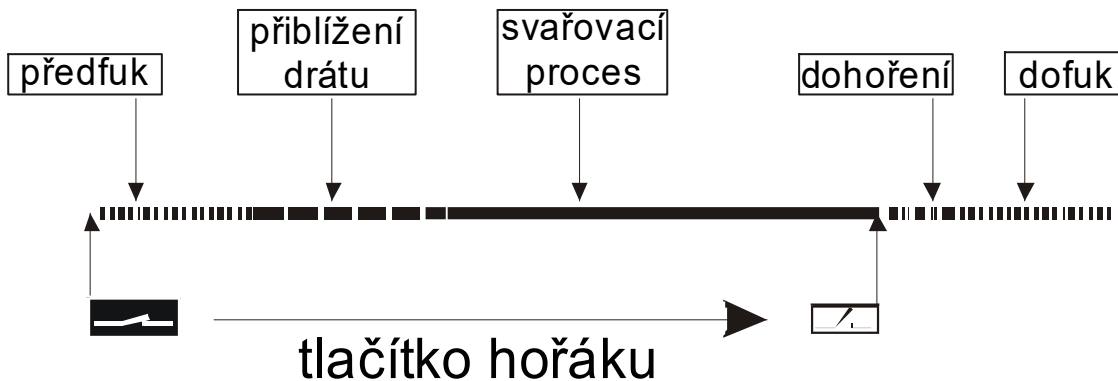 předfuk
přiblížení
drátu
svařovací
proces
dohoření
dofuk
tlačítko hořáku